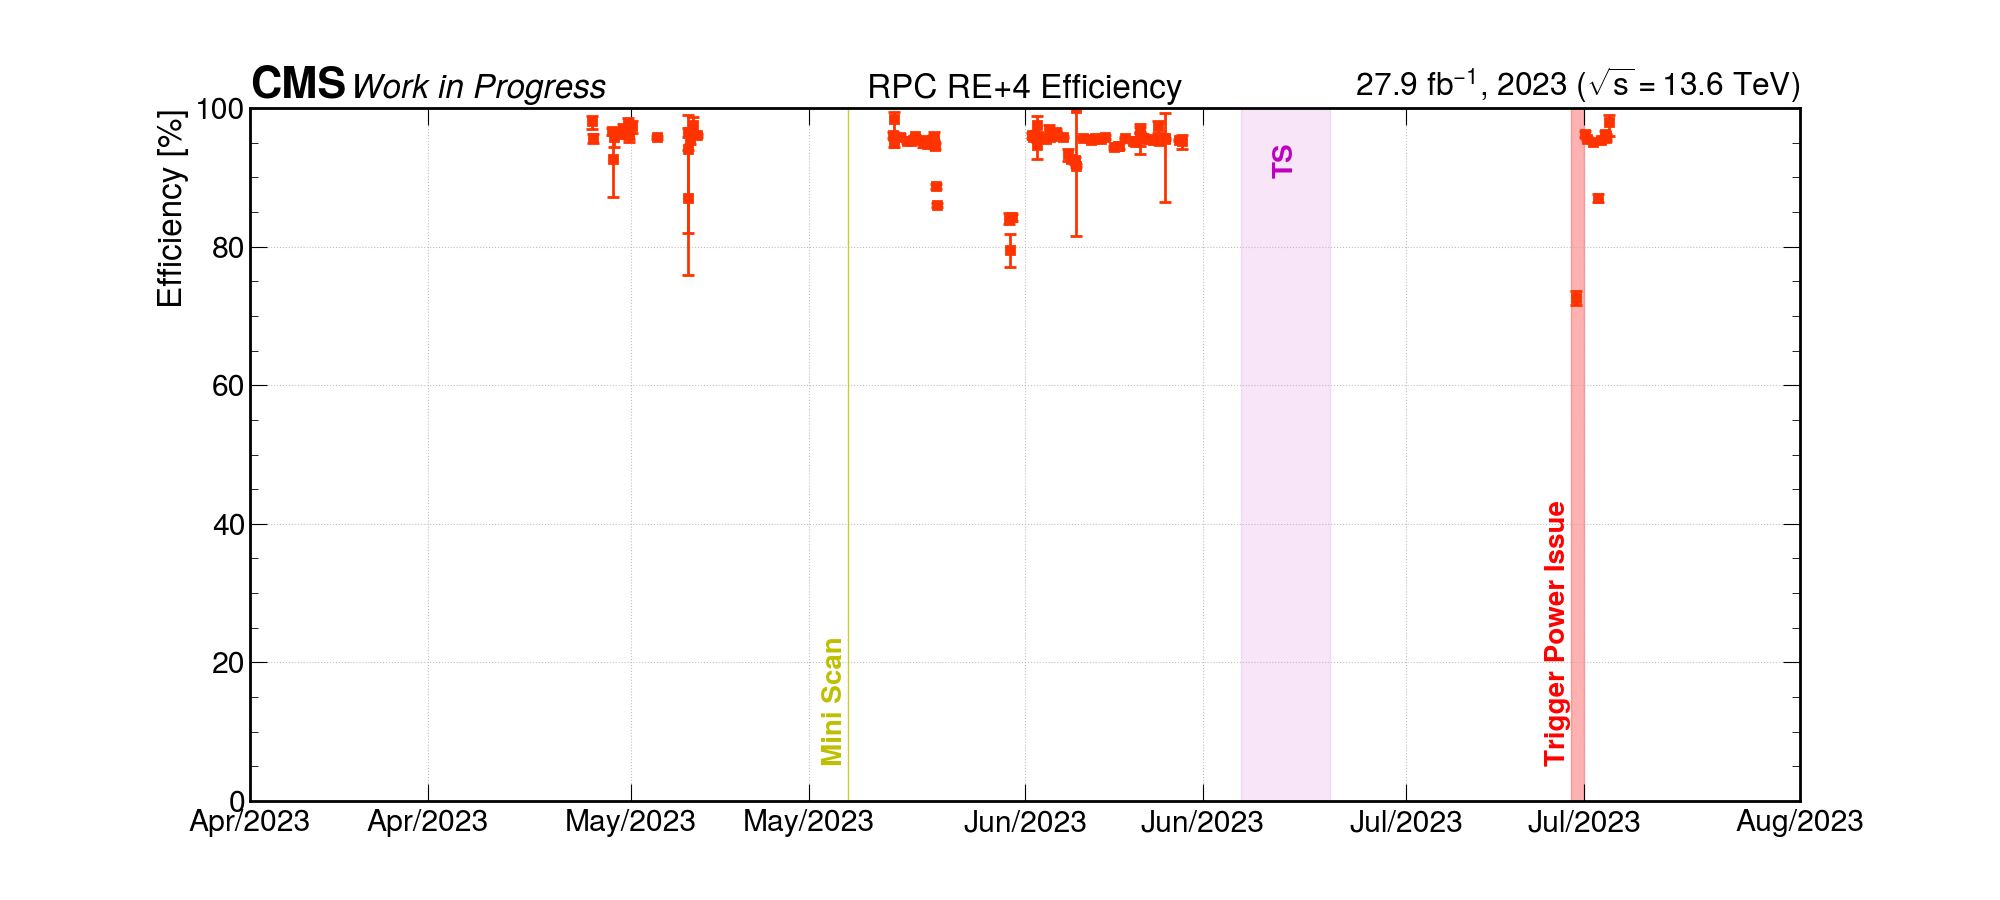 CMS Work in Progress RPC RE+4 Efficiency 27.9 fb⁻¹, 2023 (√s = 13.6 TeV)
Efficiency [%]
100
80
60
40
20
0
TS
Mini Scan
Trigger Power Issue
Apr/2023 Apr/2023 May/2023 May/2023 Jun/2023 Jun/2023 Jul/2023 Jul/2023 Aug/2023